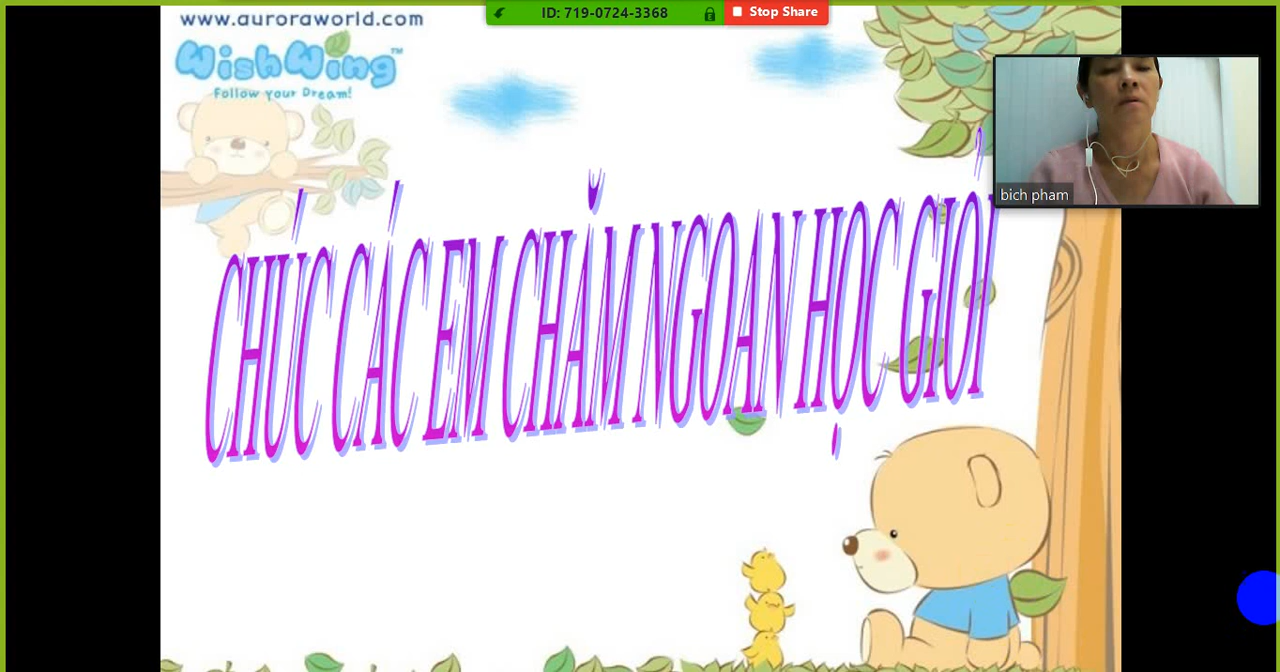 ID: 719-0724-3368
Stop Share
www.auroraworld.com
WishWing™
Follow your Dream!
bich pham
CHÚC CÁC EM CHĂM NGOAN HỌC GIỎI